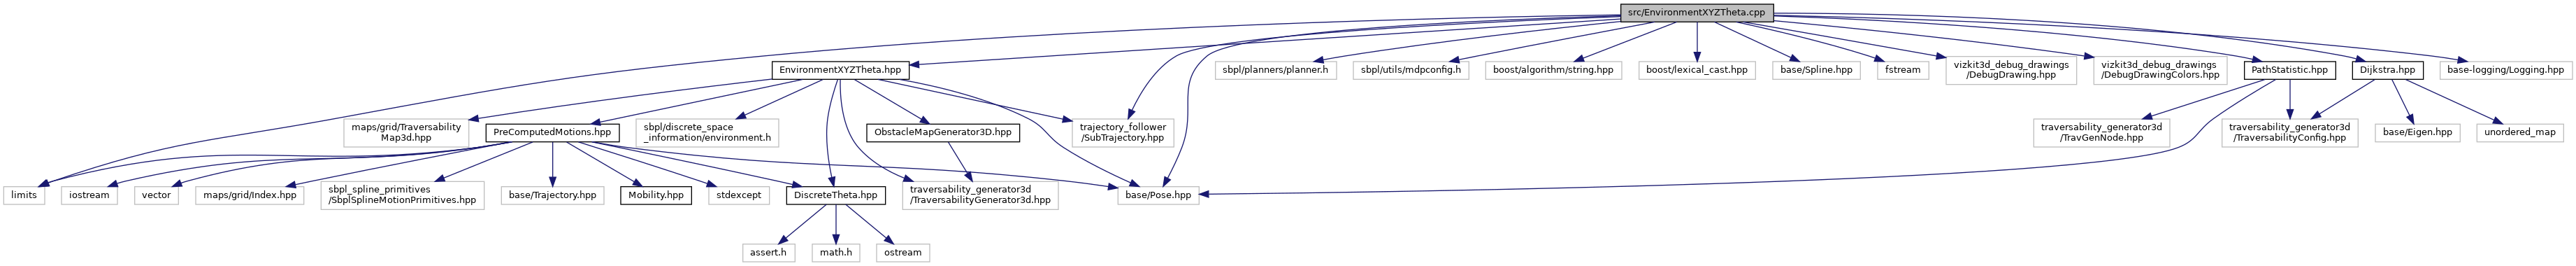 src/EnvironmentXYZTheta.cpp
EnvironmentXYZTheta.hpp
sbpl/planners/planner.h
sbpl/utils/mdpconfig.h
boost/algorithm/string.hpp
boost/lexical_cast.hpp
base/Spline.hpp
fstream
vizkit3d_debug_drawings
/DebugDrawing.hpp
vizkit3d_debug_drawings
/DebugDrawingColors.hpp
PathStatistic.hpp
Dijkstra.hpp
base-logging/Logging.hpp
maps/grid/Traversability
Map3d.hpp
PreComputedMotions.hpp
sbpl/discrete_space
_information/environment.h
ObstacleMapGenerator3D.hpp
trajectory_follower
/SubTrajectory.hpp
traversability_generator3d
/TravGenNode.hpp
traversability_generator3d
/TraversabilityConfig.hpp
base/Eigen.hpp
unordered_map
limits
iostream
vector
maps/grid/Index.hpp
sbpl_spline_primitives
/SbplSplineMotionPrimitives.hpp
base/Trajectory.hpp
Mobility.hpp
stdexcept
DiscreteTheta.hpp
traversability_generator3d
/TraversabilityGenerator3d.hpp
base/Pose.hpp
assert.h
math.h
ostream